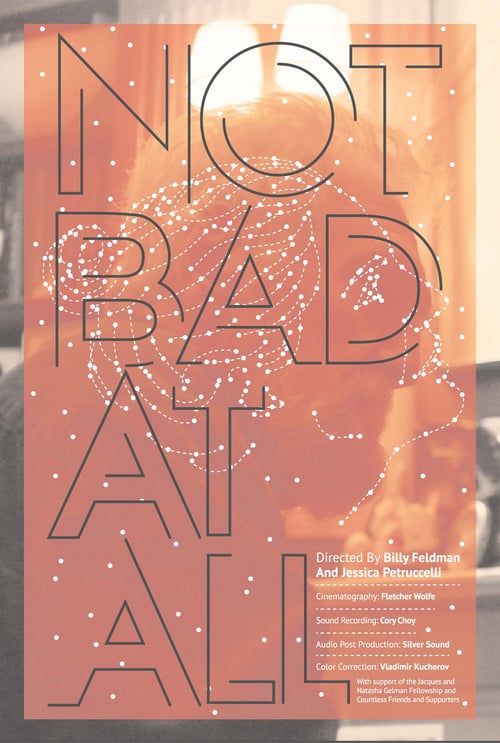 NOT
BAD
AT
ALL
Directed By Billy Feldman
And Jessica Petruccelli
Cinematography: Fletcher Wolfe
Sound Recording: Cory Choy
Audio Post Production: Silver Sound
Color Correction: Vladimir Kucherov
With support of the Jacques and
Natasha Gelman Fellowship and
Countless Friends and Supporters